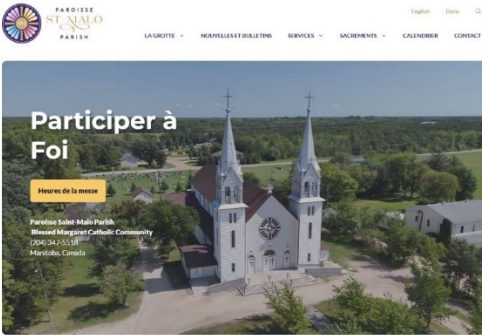 PAROISSE
ST MALO
PARISH
English
Dons
LA GROTTE
NOUVELLES ET BULLETINS
SERVICES
SACREMENTS
CALENDRIER
CONTACT
Participer à
Foi
Heures de la messe
Paroisse Saint-Malo Parish
Blessed Margaret Catholic Community
(204) 347-5518
Manitoba, Canada